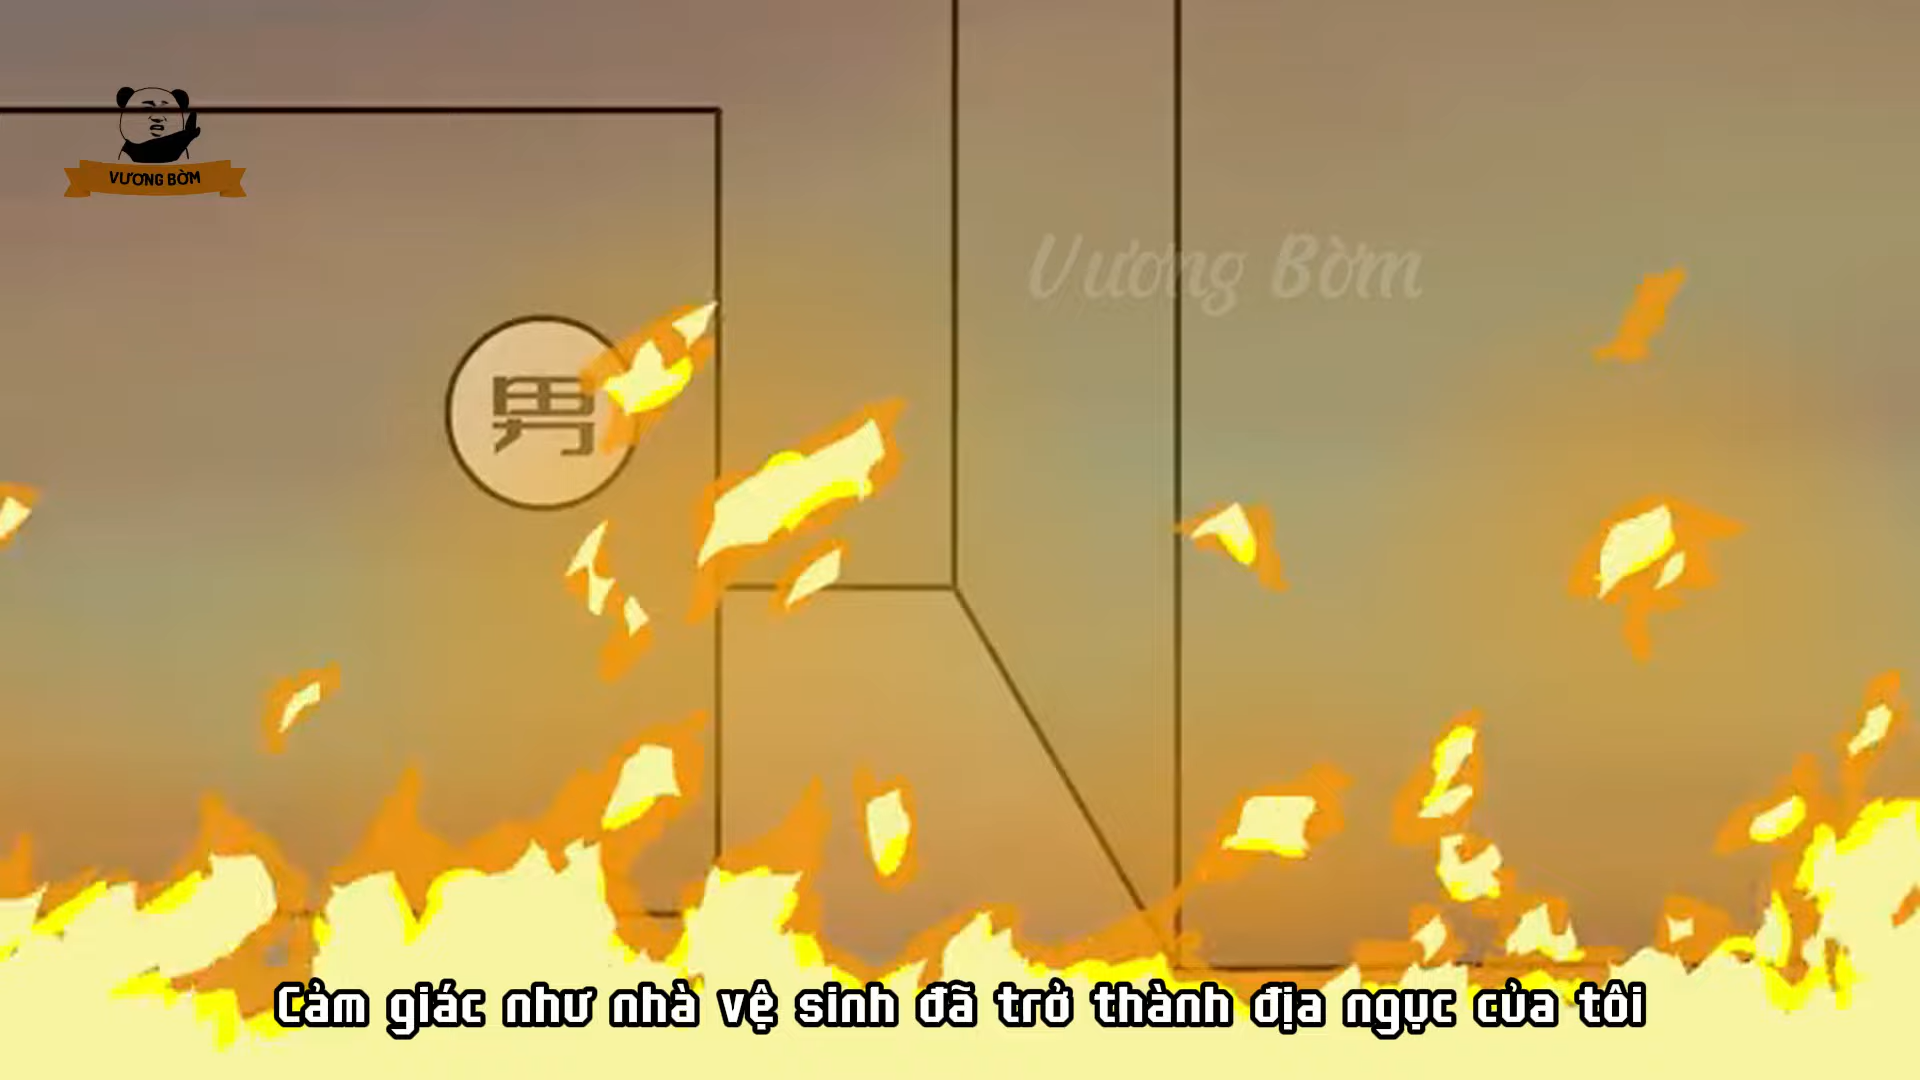 VƯƠNG BỜM
Vương Bờm
男
Cảm giác như nhà vệ sinh đã trở thành địa ngục của tôi